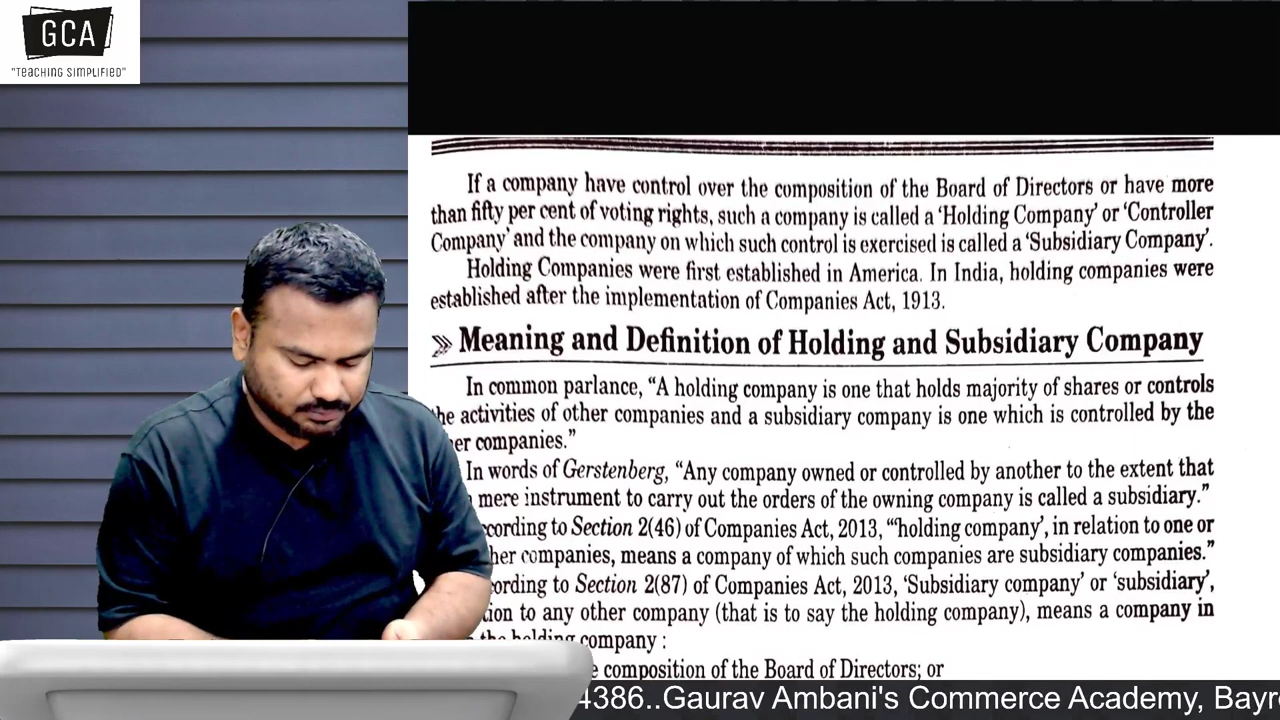 GCA
"TEACHING SIMPLIFIED"
If a company have control over the composition of the Board of Directors or have more
than fifty per cent of voting rights, such a company is called a 'Holding Company' or 'Controller
Company' and the company on which such control is exercised is called a 'Subsidiary Company'.
Holding Companies were first established in America. In India, holding companies were
established after the implementation of Companies Act, 1913.
Meaning and Definition of Holding and Subsidiary Company
In common parlance, "A holding company is one that holds majority of shares or controls
the activities of other companies and a subsidiary company is one which is controlled by the
companies."
In words of Gerstenberg, "Any company owned or controlled by another to the extent that
mere instrument to carry out the orders of the owning company is called a subsidiary."
to Section 2(46) of Companies Act, 2013, "'holding company', in relation to one or
companies, means a company of which such companies are subsidiary companies."
to Section 2(87) of Companies Act, 2013, 'Subsidiary company' or 'subsidiary',
to any other company (that is to say the holding company), means a company in
the holding company :
composition of the Board of Directors; or
4386..Gaurav Ambani's Commerce Academy, Bayr